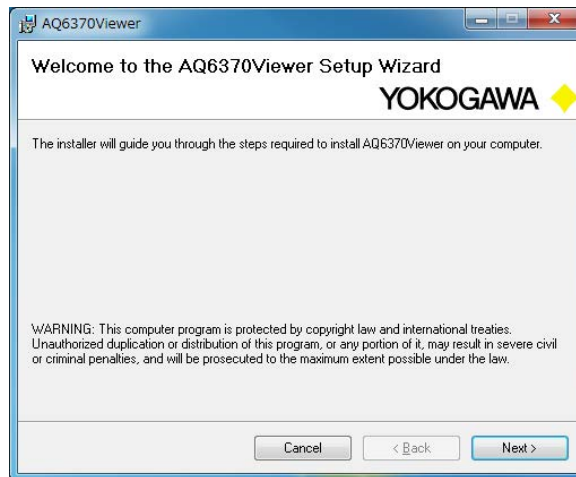 AQ6370Viewer
Welcome to the AQ6370Viewer Setup Wizard
YOKOGAWA
The installer will guide you through the steps required to install AQ6370Viewer on your computer.
WARNING: This computer program is protected by copyright law and international treaties.
Unauthorized duplication or distribution of this program, or any portion of it, may result in severe civil
or criminal penalties, and will be prosecuted to the maximum extent possible under the law.
Cancel
< Back
Next >